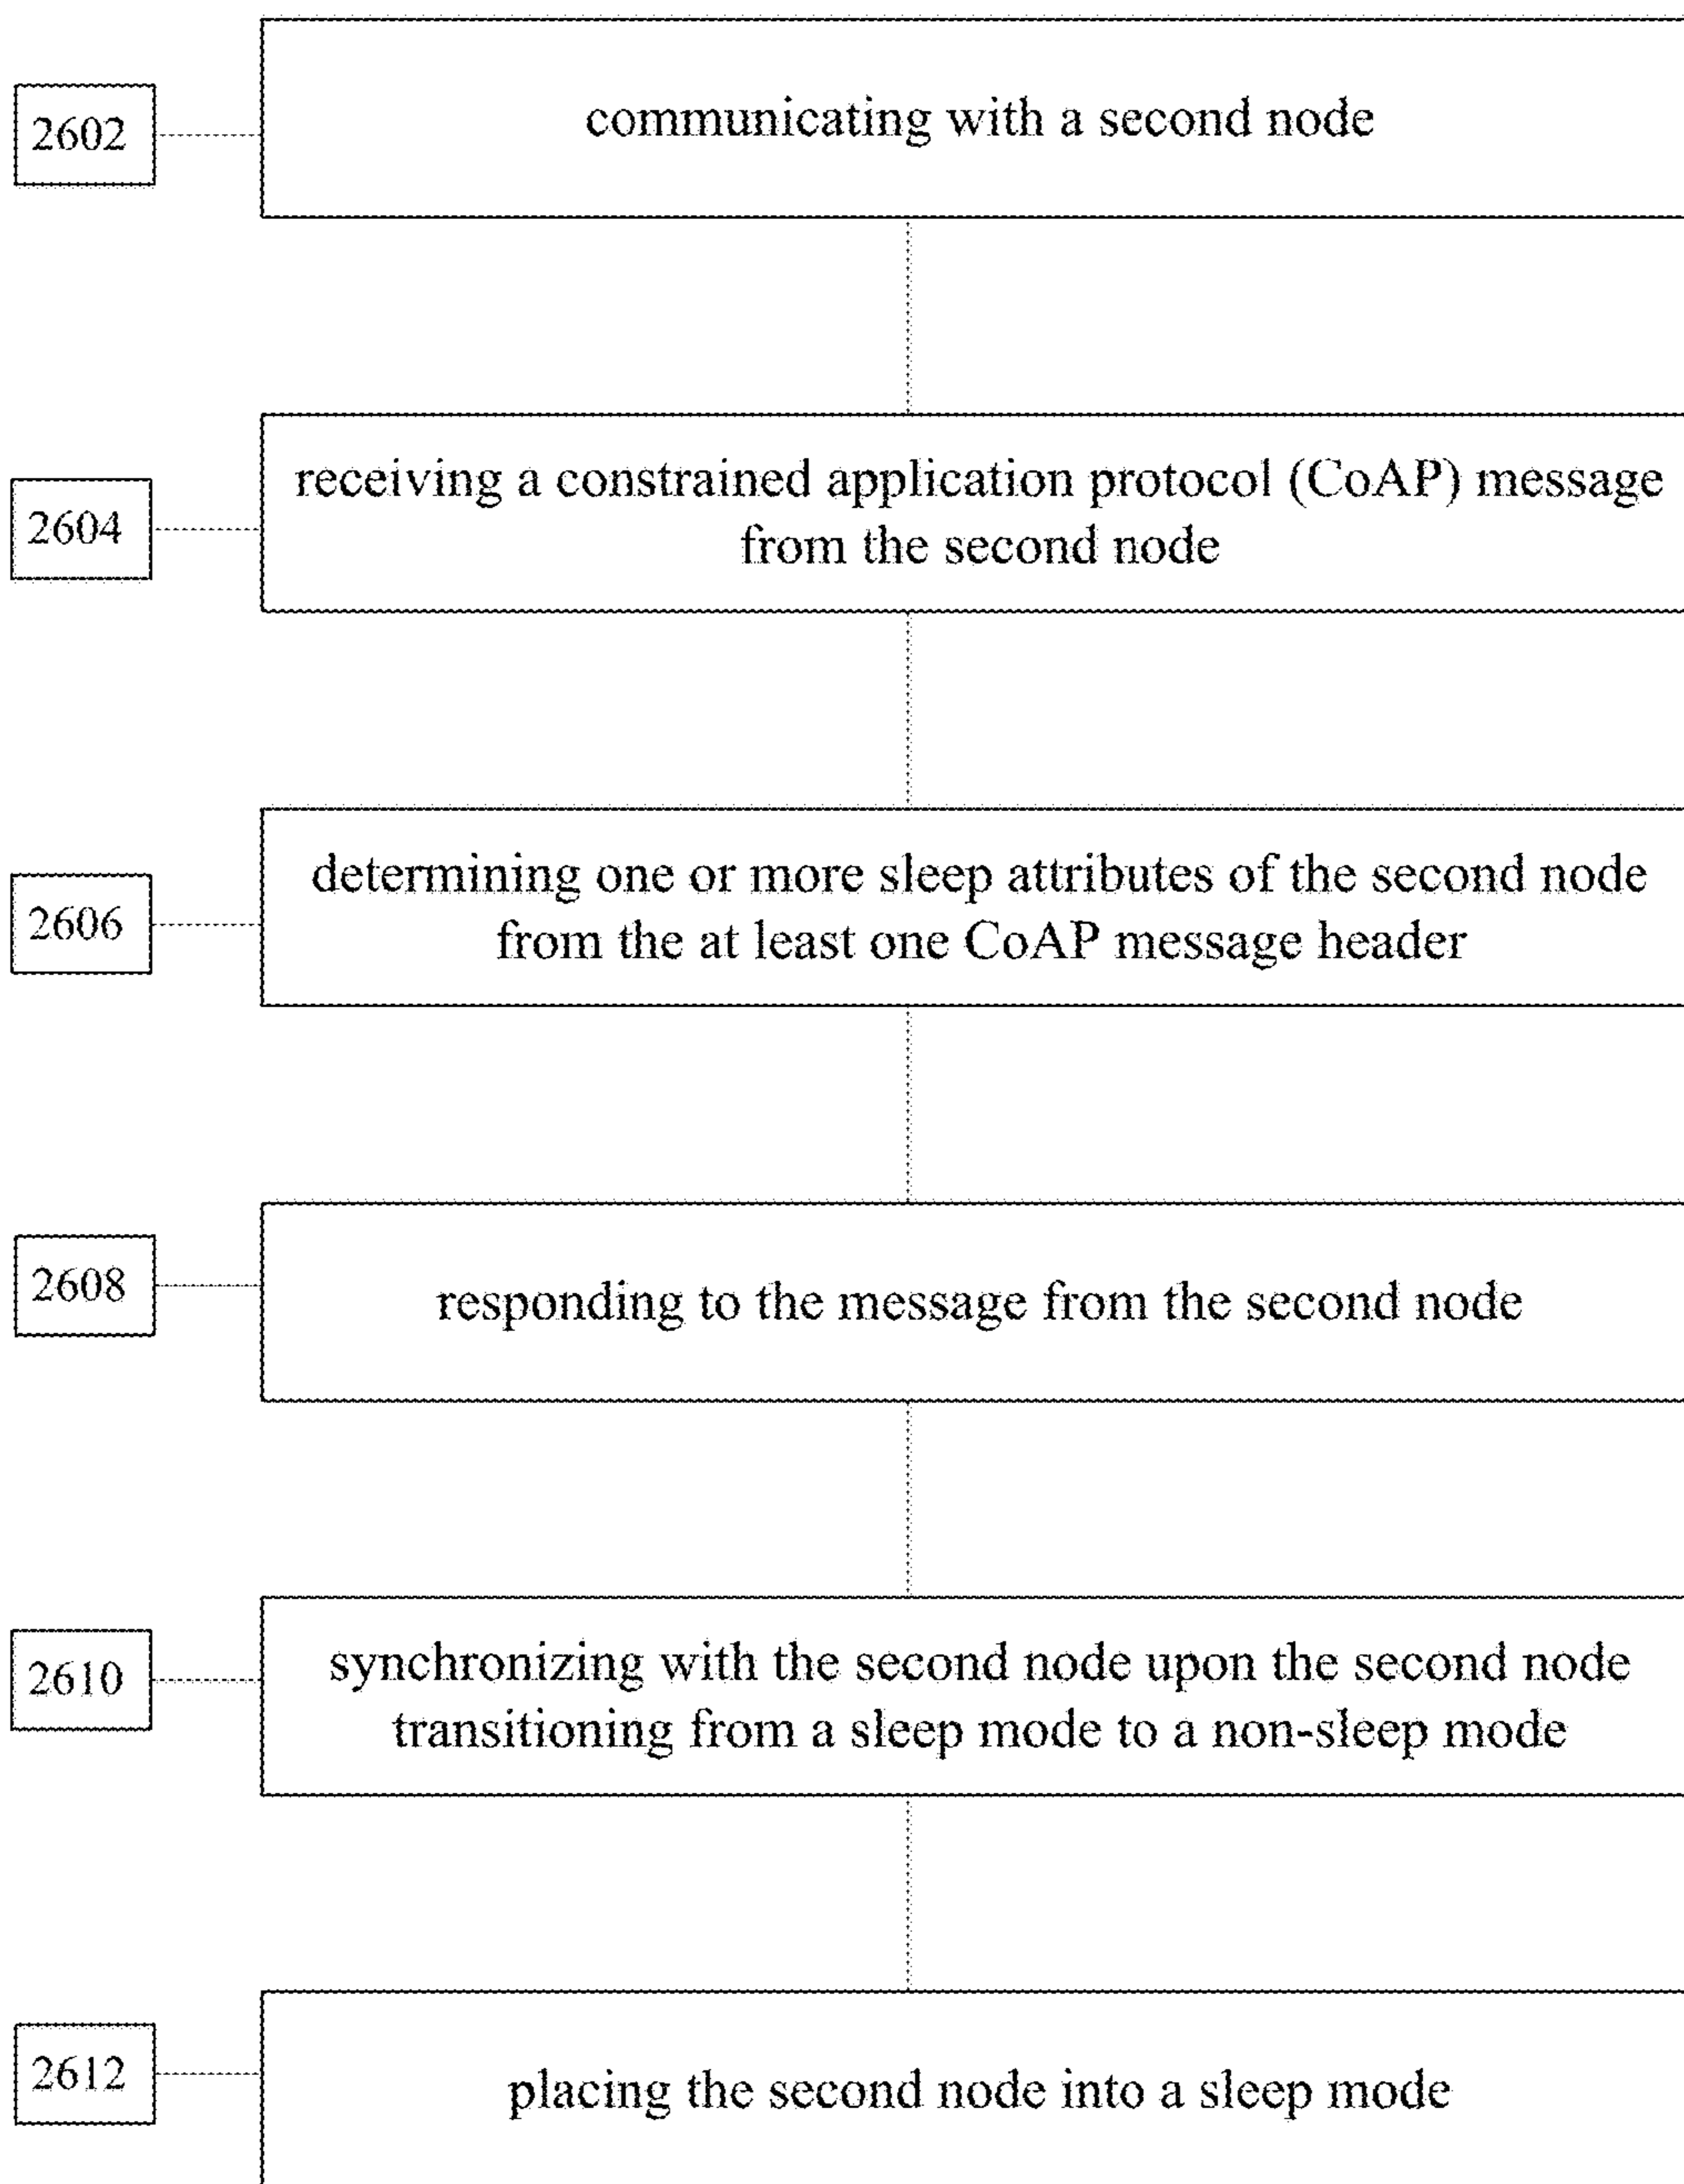 2602
communicating with a second node
2604
receiving a constrained application protocol (CoAP) message
from the second node
2606
determining one or more sleep attributes of the second node
from the at least one CoAP message header
2608
responding to the message from the second node
2610
synchronizing with the second node upon the second node
transitioning from a sleep mode to a non-sleep mode
2612
placing the second node into a sleep mode